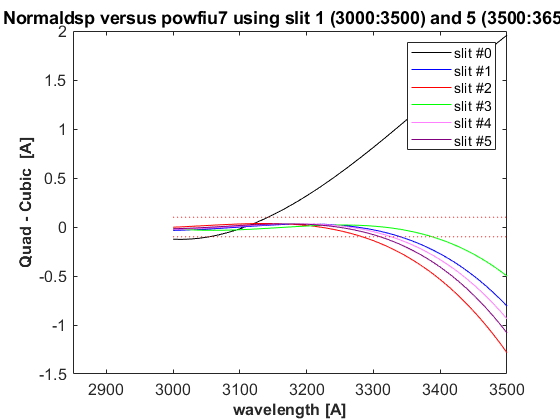 Normaldsp versus powfiu7 using slit 1 (3000:3500) and 5 (3500:365
2
1.5
1
0.5
0
-0.5
-1
-1.5
Quad - Cubic [A]
slit #0
slit #1
slit #2
slit #3
slit #4
slit #5
2900
3000
3100
3200
3300
3400
3500
wavelength [A]